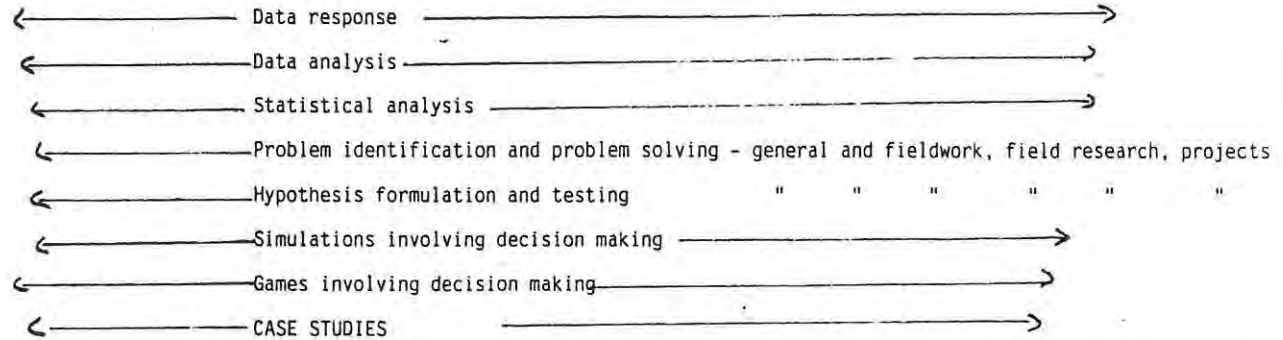 Data response
Data analysis
Statistical analysis
Problem identification and problem solving - general and fieldwork, field research, projects
Hypothesis formulation and testing " " " " " "
Simulations involving decision making
Games involving decision making
CASE STUDIES